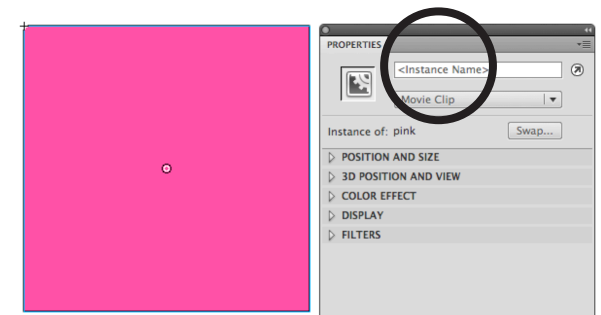 PROPERTIES
<Instance Name>
Movie Clip
Instance of: pink Swap...
POSITION AND SIZE
3D POSITION AND VIEW
COLOR EFFECT
DISPLAY
FILTERS